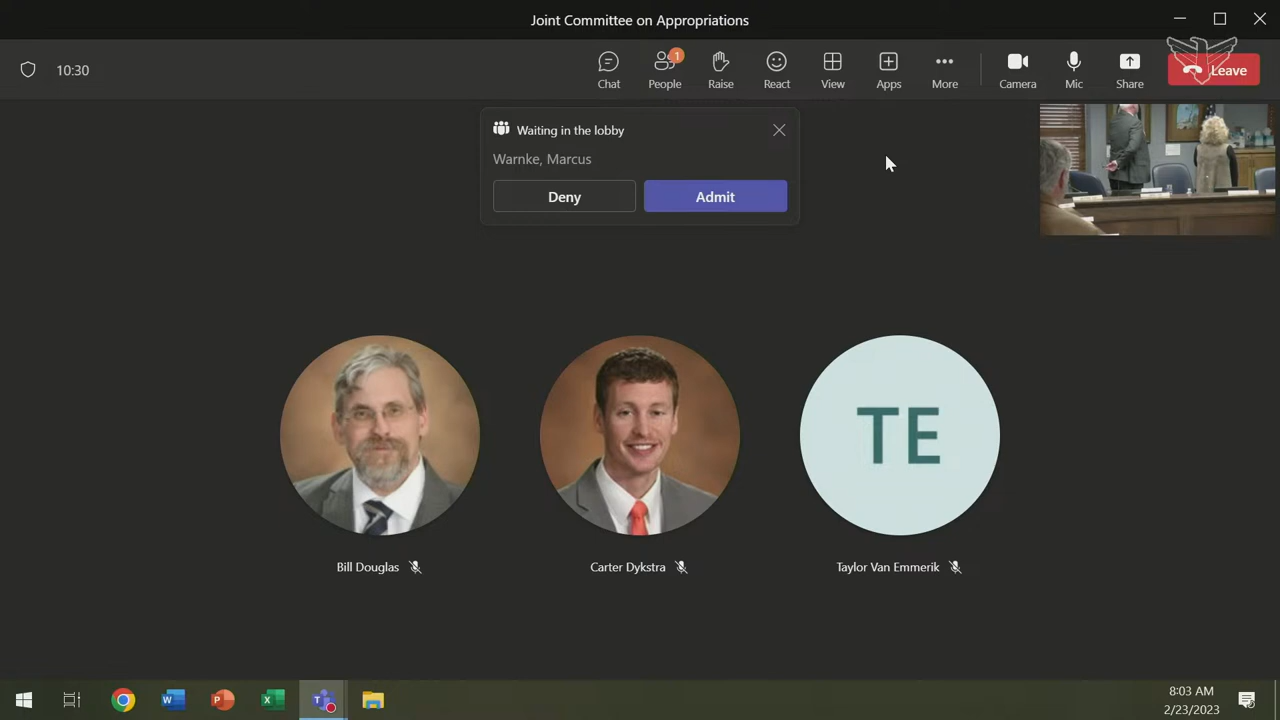 Joint Committee on Appropriations
10:30
Chat
People
1
Raise
React
View
Apps
More
Camera
Mic
Share
Leave
Waiting in the lobby
Warnke, Marcus
Deny
Admit
TE
Bill Douglas
Carter Dykstra
Taylor Van Emmerik
8:03 AM
2/23/2023